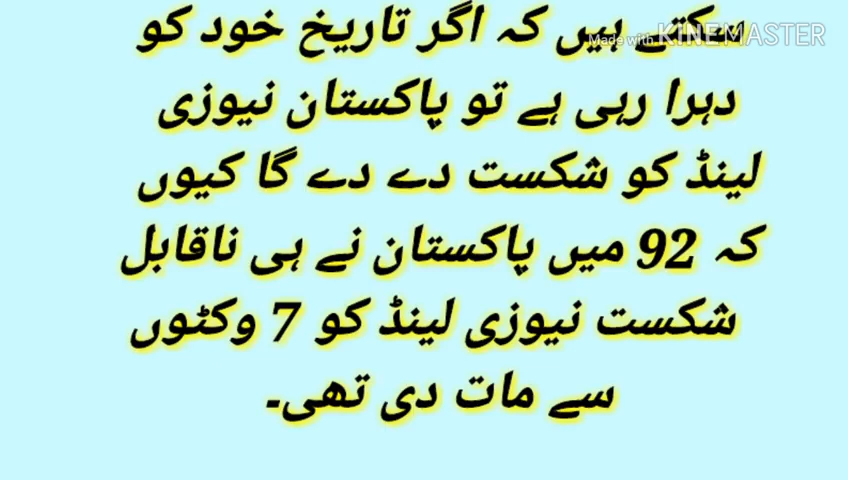 سکتے ہیں کہ اگر تاریخ خود کو
Made with KINEMASTER
دہرا رہی ہے تو پاکستان نیوزی
لینڈ کو شکست دے دے گا کیوں
کہ 92 میں پاکستان نے ہی ناقابل
شکست نیوزی لینڈ کو 7 وکٹوں
سے مات دی تھی۔